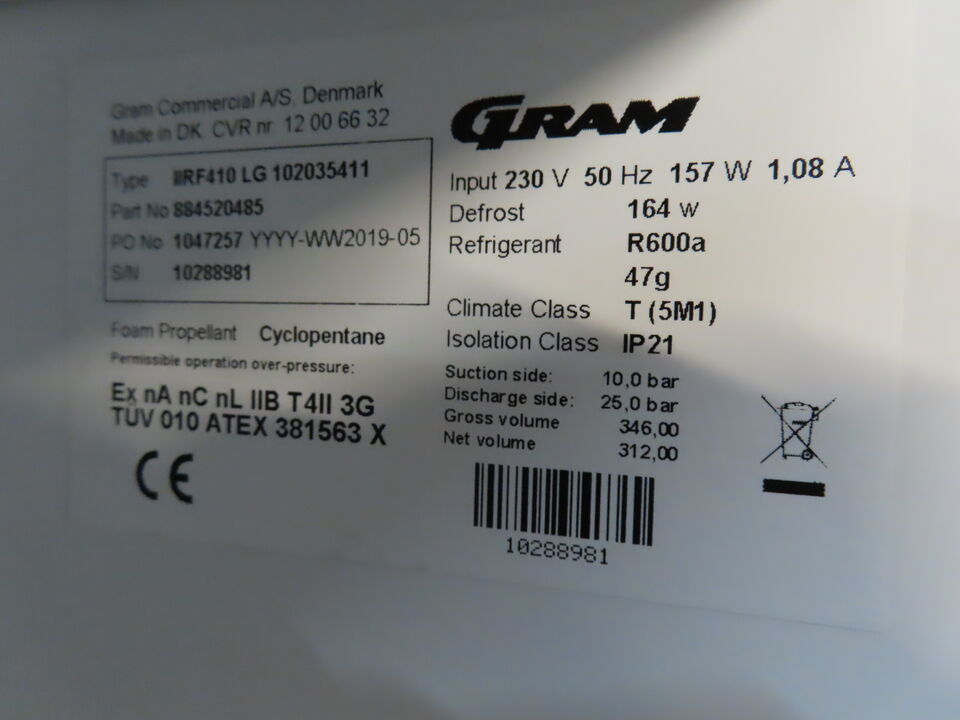 Gram Commercial A/S, Denmark
Made in DK. CVR nr. 12 00 66 32
Type IIRF410 LG 102035411
Part No 884520485
PO No 1047257 YYYY-WW2019-05
S/N 10288981
Foam Propellant Cyclopentane
Permissible operation over-pressure:
Ex nA nC nL IIB T4II 3G
TUV 010 ATEX 381563 X
CE
GRAM
Input 230 V 50 Hz 157 W 1,08 A
Defrost 164 w
Refrigerant R600a
47g
Climate Class T (5M1)
Isolation Class IP21
Suction side: 10,0 bar
Discharge side: 25,0 bar
Gross volume 346,00
Net volume 312,00
10288981